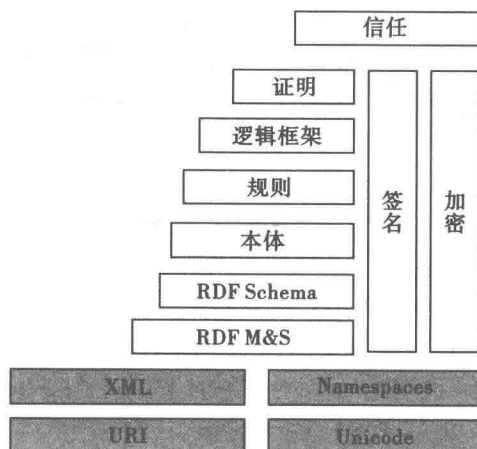 信任
证明
逻辑框架
规则
本体
RDF Schema
RDF M&S
签名
加密
XML
Namespaces
URI
Unicode